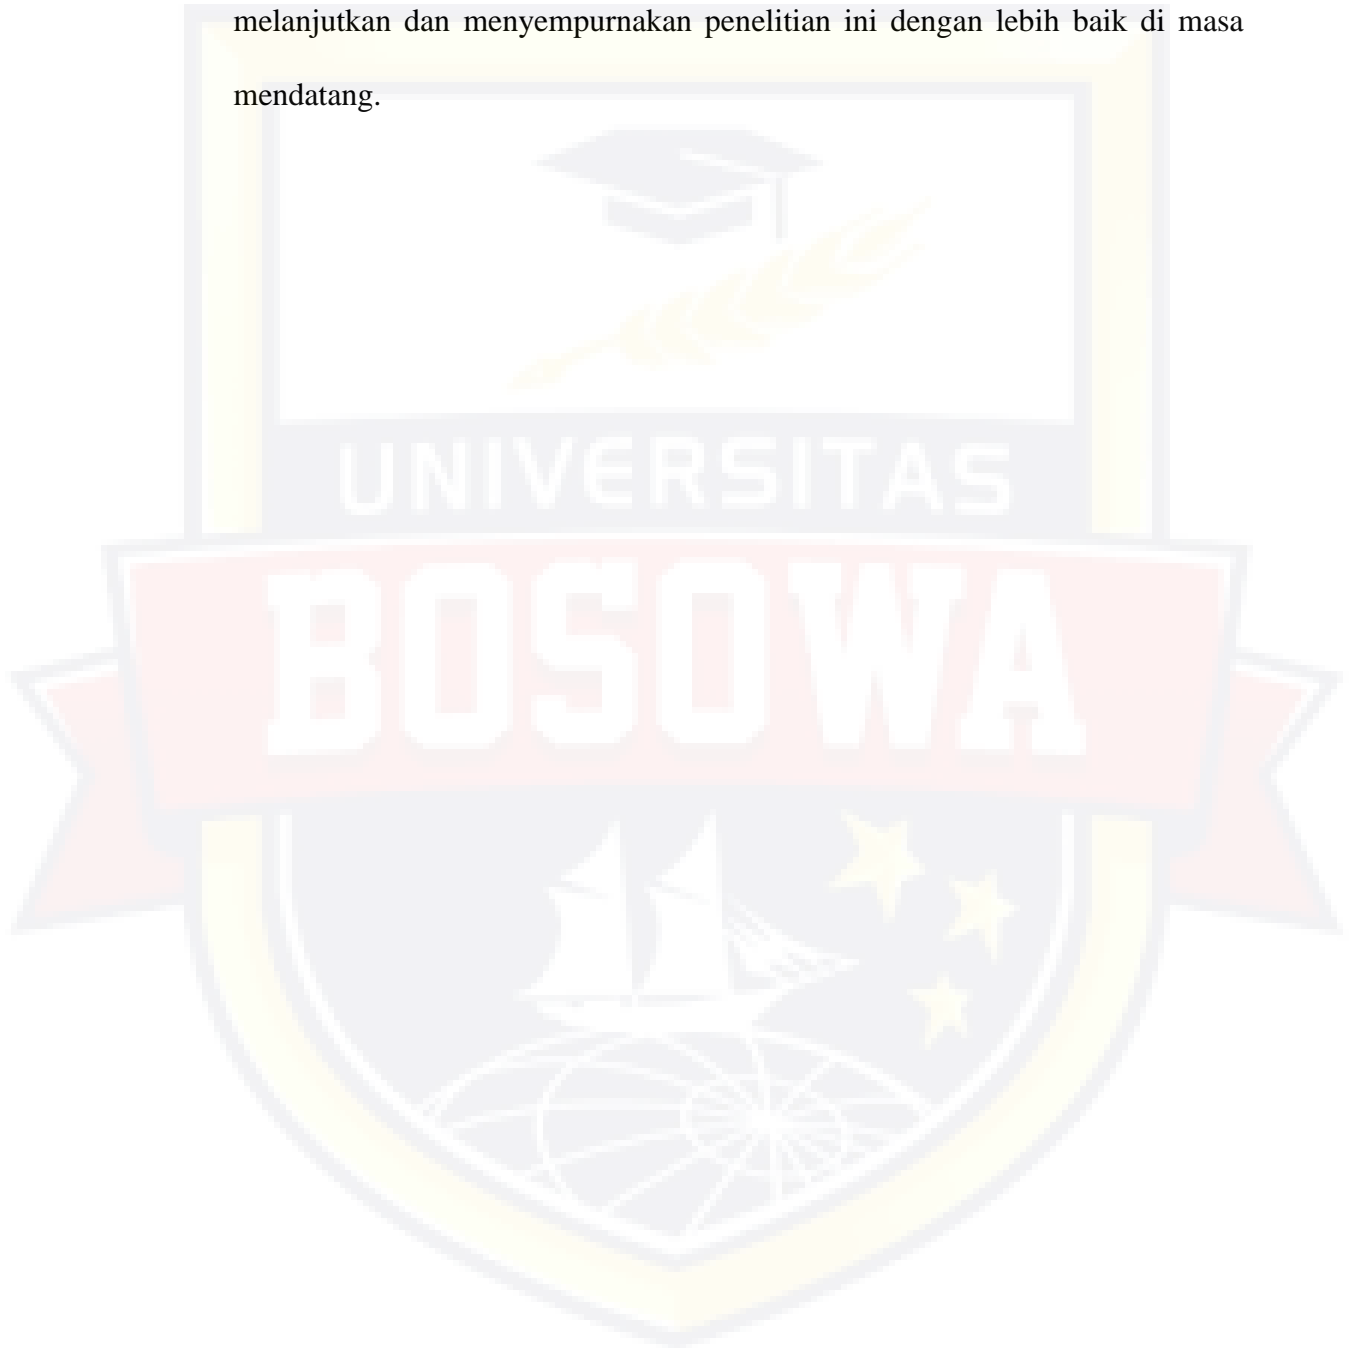 melanjutkan dan menyempurnakan penelitian ini dengan lebih baik di masa
mendatang.
UNIVERSITAS
BOSOWA